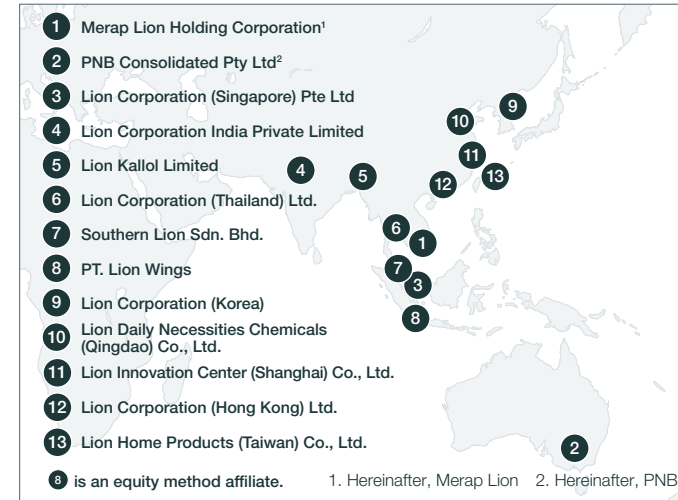 1 Merap Lion Holding Corporation¹
2 PNB Consolidated Pty Ltd²
3 Lion Corporation (Singapore) Pte Ltd
4 Lion Corporation India Private Limited
5 Lion Kallol Limited
6 Lion Corporation (Thailand) Ltd.
7 Southern Lion Sdn. Bhd.
8 PT. Lion Wings
9 Lion Corporation (Korea)
10 Lion Daily Necessities Chemicals
(Qingdao) Co., Ltd.
11 Lion Innovation Center (Shanghai) Co., Ltd.
12 Lion Corporation (Hong Kong) Ltd.
13 Lion Home Products (Taiwan) Co., Ltd.
8 is an equity method affiliate.
1. Hereinafter, Merap Lion 2. Hereinafter, PNB
9
10
11
4
5
12
13
6
1
7
3
8
2